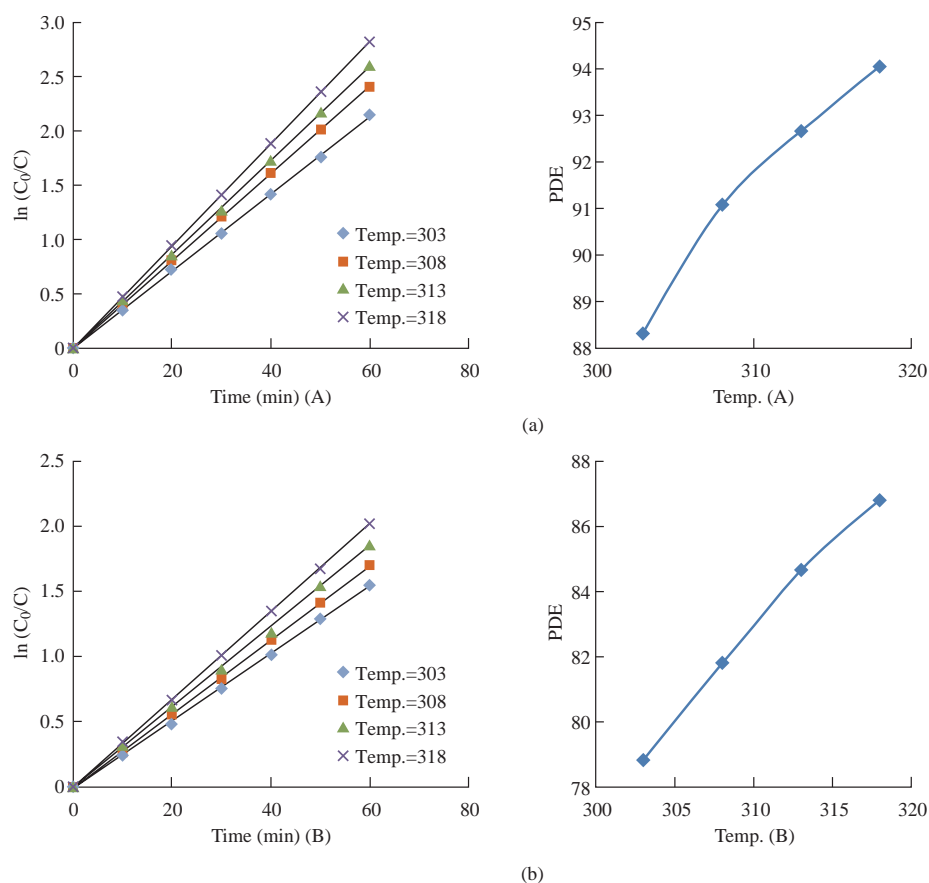 3.0
2.5
2.0
1.5
1.0
0.5
0
ln (C0/C)
Temp.=303
Temp.=308
Temp.=313
Temp.=318
0 20 40 60 80
Time (min) (A)
95
94
93
92
91
90
89
88
PDE
300 310 320
Temp. (A)
(a)
2.5
2.0
1.5
1.0
0.5
0
ln (C0/C)
Temp.=303
Temp.=308
Temp.=313
Temp.=318
0 20 40 60 80
Time (min) (B)
88
86
84
82
80
78
PDE
300 305 310 315 320
Temp. (B)
(b)